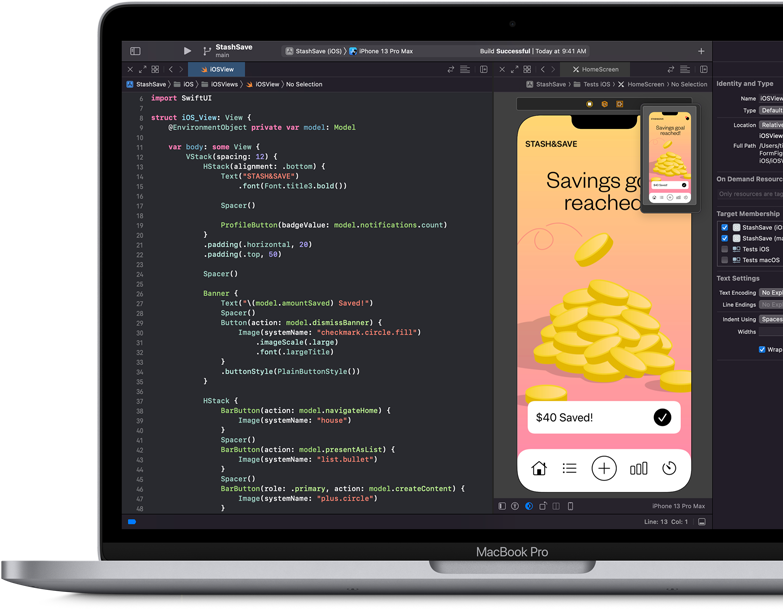 StashSave
main
StashSave (iOS) ⟩ iPhone 13 Pro Max
Build Successful | Today at 9:41 AM
iOSView
HomeScreen
StashSave ⟩ iOS ⟩ iOSViews ⟩ iOSView ⟩ No Selection
StashSave ⟩ Tests iOS ⟩ HomeScreen ⟩ No Selection
6 import SwiftUI
7
8 struct iOS_View: View {
9 @EnvironmentObject private var model: Model
10
11 var body: some View {
12 VStack(spacing: 12) {
13 HStack(alignment: .bottom) {
14 Text("STASH&SAVE")
15 .font(Font.title3.bold())
16
17 Spacer()
18
19 ProfileButton(badgeValue: model.notifications.count)
20 }
21 .padding(.horizontal, 20)
22 .padding(.top, 50)
23
24 Spacer()
25
26 Banner {
27 Text("\(model.amountSaved) Saved!")
28 Spacer()
29 Button(action: model.dismissBanner) {
30 Image(systemName: "checkmark.circle.fill")
31 .imageScale(.large)
32 .font(.largeTitle)
33 }
34 .buttonStyle(PlainButtonStyle())
35 }
36
37 HStack {
38 BarButton(action: model.navigateHome) {
39 Image(systemName: "house")
40 }
41 Spacer()
42 BarButton(action: model.presentAsList) {
43 Image(systemName: "list.bullet")
44 }
45 Spacer()
46 BarButton(role: .primary, action: model.createContent) {
47 Image(systemName: "plus.circle")
48 }
STASH&SAVE
Savings go
reached!
$40 Saved!
Savings goal
reached!
$40 Saved!
iPhone 13 Pro Max
Line: 13 Col: 1
Identity and Type
Name iOSView
Type Default
Location Relative
iOSView
Full Path /Users/
FormFig
iOS/iOSV
On Demand Resourc
Only resources are tag
Target Membership
StashSave (iOS
StashSave (ma
Tests iOS
Tests macOS
Text Settings
Text Encoding No Expl
Line Endings No Expl
Indent Using Spaces
Widths
Wrap
MacBook Pro